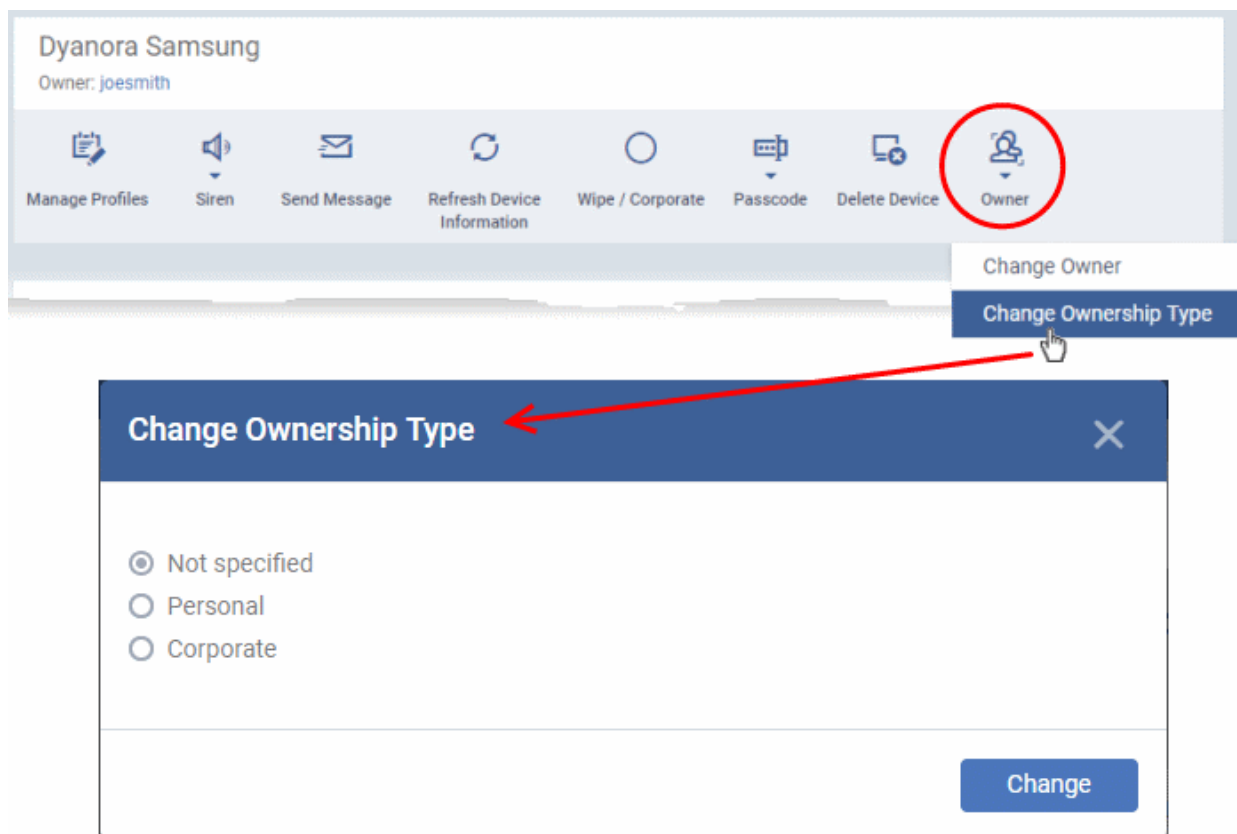 Dyanora Samsung
Owner: joesmith
Manage Profiles
Siren
Send Message
Refresh Device
Information
Wipe / Corporate
Passcode
Delete Device
Owner
Change Owner
Change Ownership Type
Change Ownership Type
Not specified
Personal
Corporate
Change